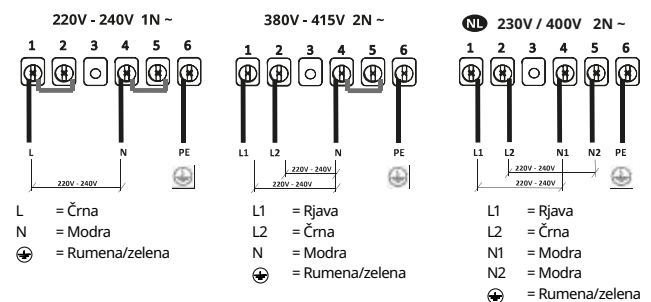 220V - 240V 1N ~
1 2 3 4 5 6
L N PE
220V - 240V
L = Črna
N = Modra
= Rumena/zelena
380V - 415V 2N ~
1 2 3 4 5 6
L1 L2 N PE
220V - 240V
220V - 240V
L1 = Rjava
L2 = Črna
N = Modra
= Rumena/zelena
NL 230V / 400V 2N ~
1 2 3 4 5 6
L1 L2 N1 N2 PE
220V - 240V
220V - 240V
L1 = Rjava
L2 = Črna
N1 = Modra
N2 = Modra
= Rumena/zelena